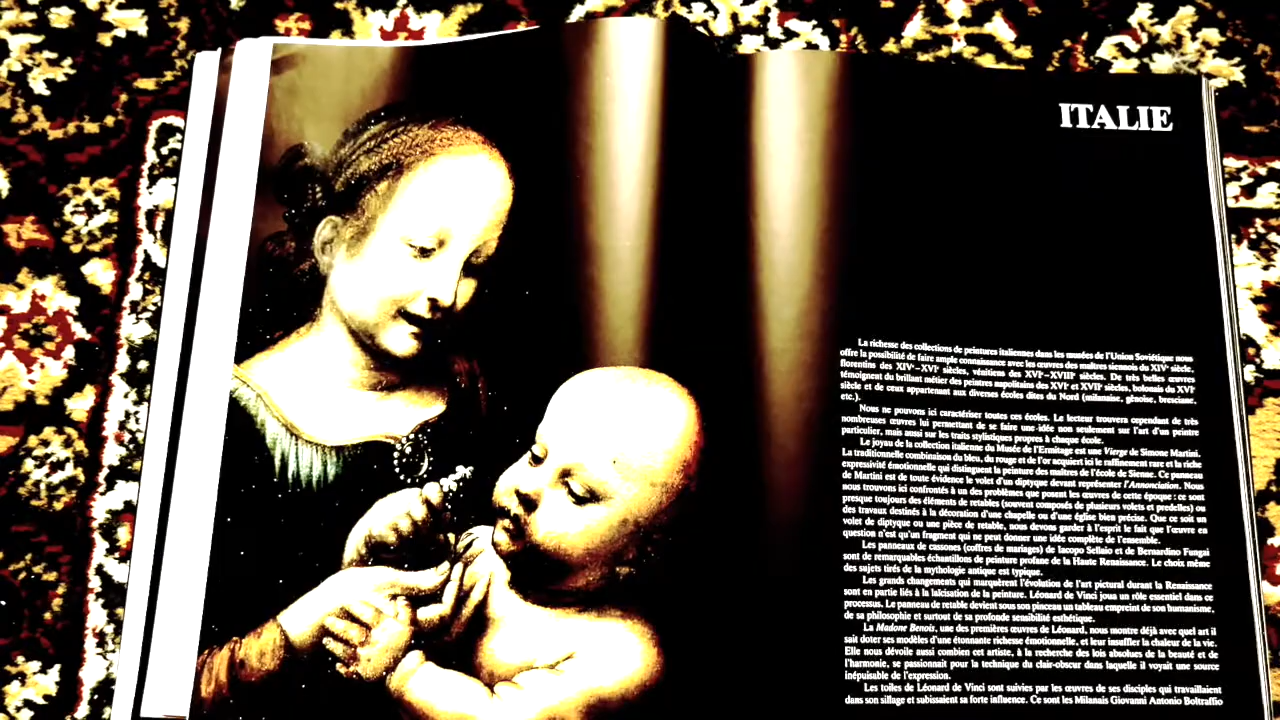 ITALIE
La richesse des collections de peintures italiennes dans les musées de l'Union Soviétique nous
offre la possibilité de faire ample connaissance avec les œuvres des maîtres siennois du XIVᵉ siècle,
florentins des XIVᵉ–XVIᵉ siècles, vénitiens des XVIᵉ–XVIIIᵉ siècles. De très belles œuvres
témoignent du brillant métier des peintres napolitains des XVIᵉ et XVIIᵉ siècles, bolonais du XVIᵉ
siècle et de ceux appartenant aux diverses écoles dites du Nord (milanaise, génoise, bresciane,
etc.).
Nous ne pouvons ici caractériser toutes ces écoles. Le lecteur trouvera cependant de très
nombreuses œuvres lui permettant de se faire une idée non seulement sur l'art d'un peintre
particulier, mais aussi sur les traits stylistiques propres à chaque école.
Le joyau de la collection italienne du Musée de l'Ermitage est une Vierge de Simone Martini.
La traditionnelle combinaison du bleu, du rouge et de l'or acquiert ici le raffinement rare et la riche
expressivité émotionnelle qui distinguent la peinture des maîtres de l'école de Sienne. Ce panneau
de Martini est de toute évidence le volet d'un diptyque devant représenter l'Annonciation. Nous
nous trouvons ici confrontés à un des problèmes que posent les œuvres de cette époque : ce sont
presque toujours des éléments de retables (souvent composés de plusieurs volets et predelles) ou
des travaux destinés à la décoration d'une chapelle ou d'une église bien précise. Que ce soit un
volet de diptyque ou une pièce de retable, nous devons garder à l'esprit le fait que l'œuvre en
question n'est qu'un fragment qui ne peut donner une idée complète de l'ensemble.
Les panneaux de cassones (coffres de mariages) de Iacopo Sellaio et de Bernardino Fungai
sont de remarquables échantillons de peinture profane de la Haute Renaissance. Le choix même
des sujets tirés de la mythologie antique est typique.
Les grands changements qui marquèrent l'évolution de l'art pictural durant la Renaissance
sont en partie liés à la laïcisation de la peinture. Léonard de Vinci joua un rôle essentiel dans ce
processus. Le panneau de retable devient sous son pinceau un tableau empreint de son humanisme,
de sa philosophie et surtout de sa profonde sensibilité esthétique.
La Madone Benois, une des premières œuvres de Léonard, nous montre déjà avec quel art il
sait doter ses modèles d'une étonnante richesse émotionnelle, et leur insuffler la chaleur de la vie.
Elle nous dévoile aussi combien cet artiste, à la recherche des lois absolues de la beauté et de
l'harmonie, se passionnait pour la technique du clair-obscur dans laquelle il voyait une source
inépuisable de l'expression.
Les toiles de Léonard de Vinci sont suivies par les œuvres de ses disciples qui travaillaient
dans son sillage et subissaient sa forte influence. Ce sont les Milanais Giovanni Antonio Boltraffio